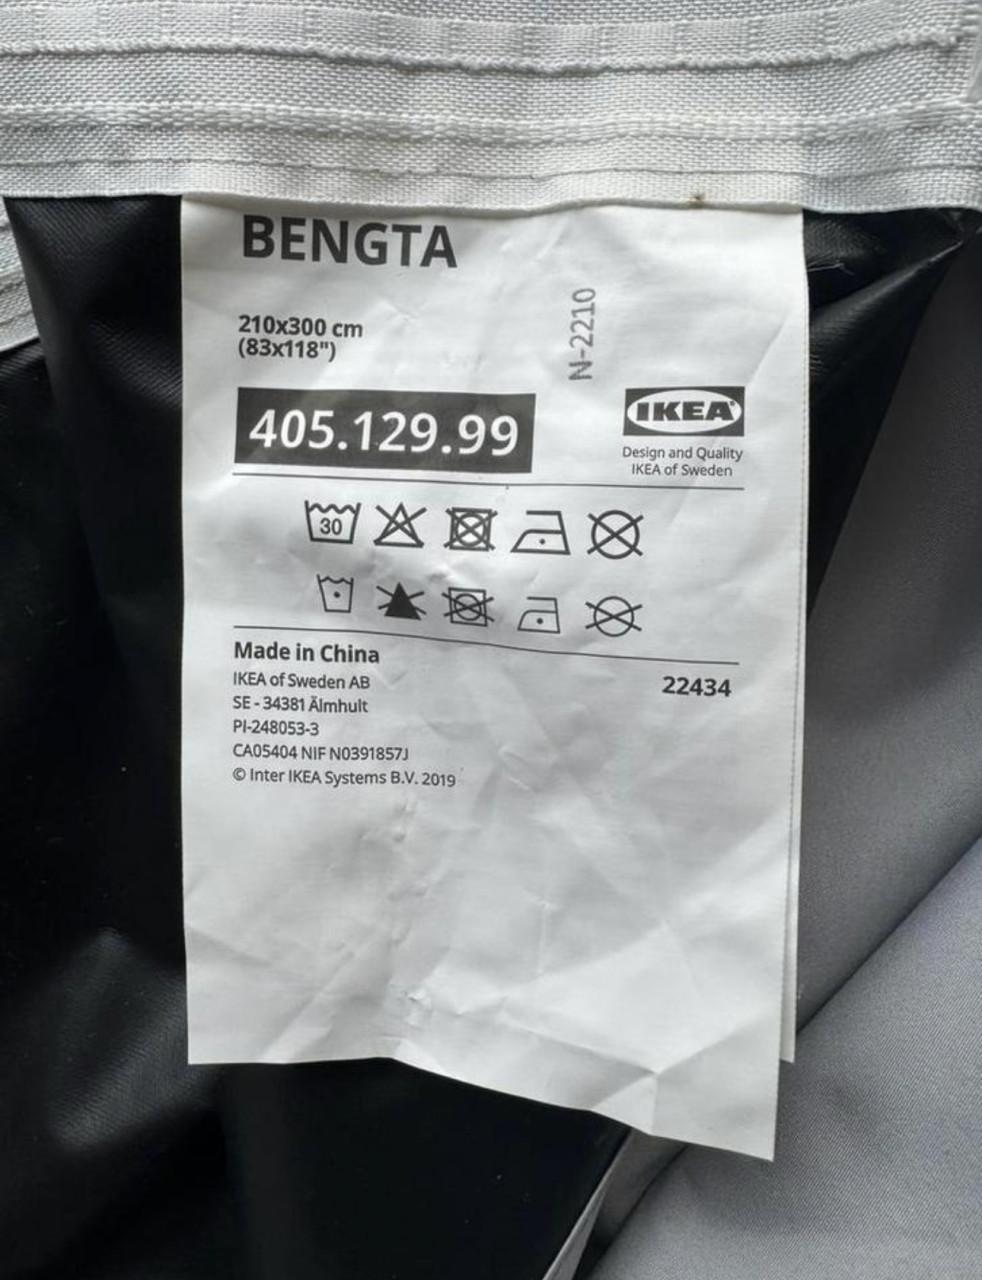 BENGTA
210x300 cm
(83x118")
N-2210
405.129.99
IKEA®
Design and Quality
IKEA of Sweden
30
Made in China
IKEA of Sweden AB
SE - 34381 Älmhult
PI-248053-3
CA05404 NIF N0391857J
© Inter IKEA Systems B.V. 2019
22434